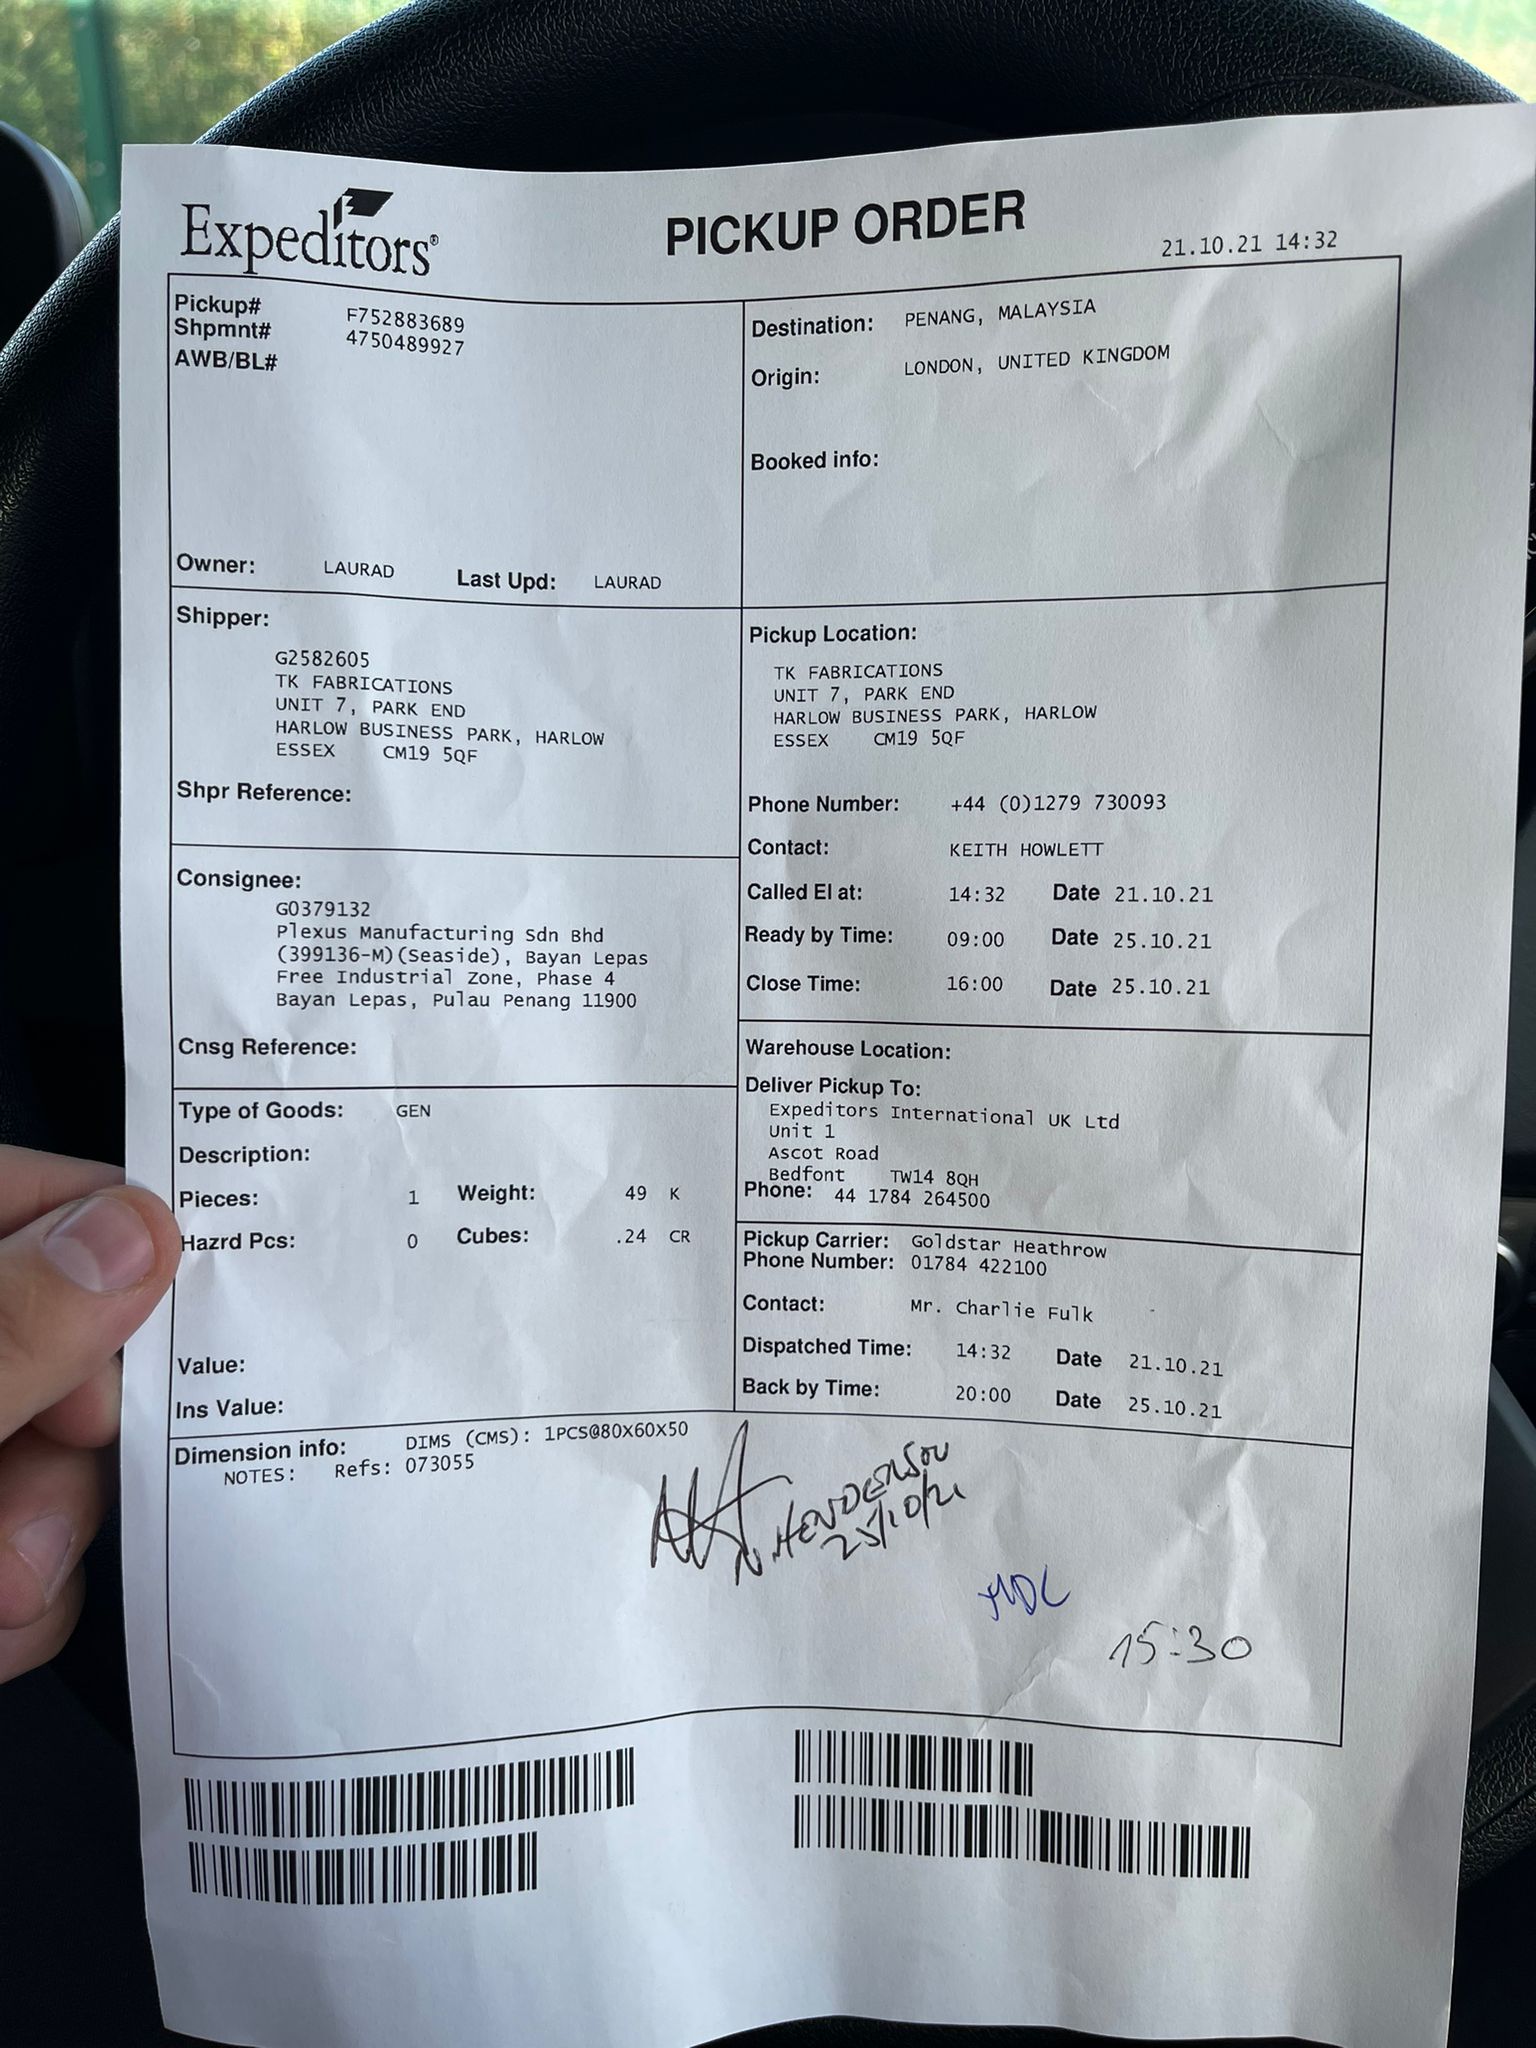 Expeditors®
PICKUP ORDER
21.10.21 14:32
Pickup# F752883689
Shpmnt# 4750489927
AWB/BL#
Owner: LAURAD Last Upd: LAURAD
Destination: PENANG, MALAYSIA
Origin: LONDON, UNITED KINGDOM
Booked info:
Shipper:
G2582605
TK FABRICATIONS
UNIT 7, PARK END
HARLOW BUSINESS PARK, HARLOW
ESSEX CM19 5QF
Shpr Reference:
Pickup Location:
TK FABRICATIONS
UNIT 7, PARK END
HARLOW BUSINESS PARK, HARLOW
ESSEX CM19 5QF
Phone Number: +44 (0)1279 730093
Contact: KEITH HOWLETT
Called EI at: 14:32 Date 21.10.21
Ready by Time: 09:00 Date 25.10.21
Close Time: 16:00 Date 25.10.21
Consignee:
G0379132
Plexus Manufacturing Sdn Bhd
(399136-M)(Seaside), Bayan Lepas
Free Industrial Zone, Phase 4
Bayan Lepas, Pulau Penang 11900
Cnsg Reference:
Warehouse Location:
Deliver Pickup To:
Expeditors International UK Ltd
Unit 1
Ascot Road
Bedfont TW14 8QH
Phone: 44 1784 264500
Type of Goods: GEN
Description:
Pieces: 1 Weight: 49 K
Hazrd Pcs: 0 Cubes: .24 CR
Value:
Ins Value:
Pickup Carrier: Goldstar Heathrow
Phone Number: 01784 422100
Contact: Mr. Charlie Fulk
Dispatched Time: 14:32 Date 21.10.21
Back by Time: 20:00 Date 25.10.21
Dimension info: DIMS (CMS): 1PCS@80X60X50
NOTES: Refs: 073055
N. HENDERSON
25/10/21
15:30